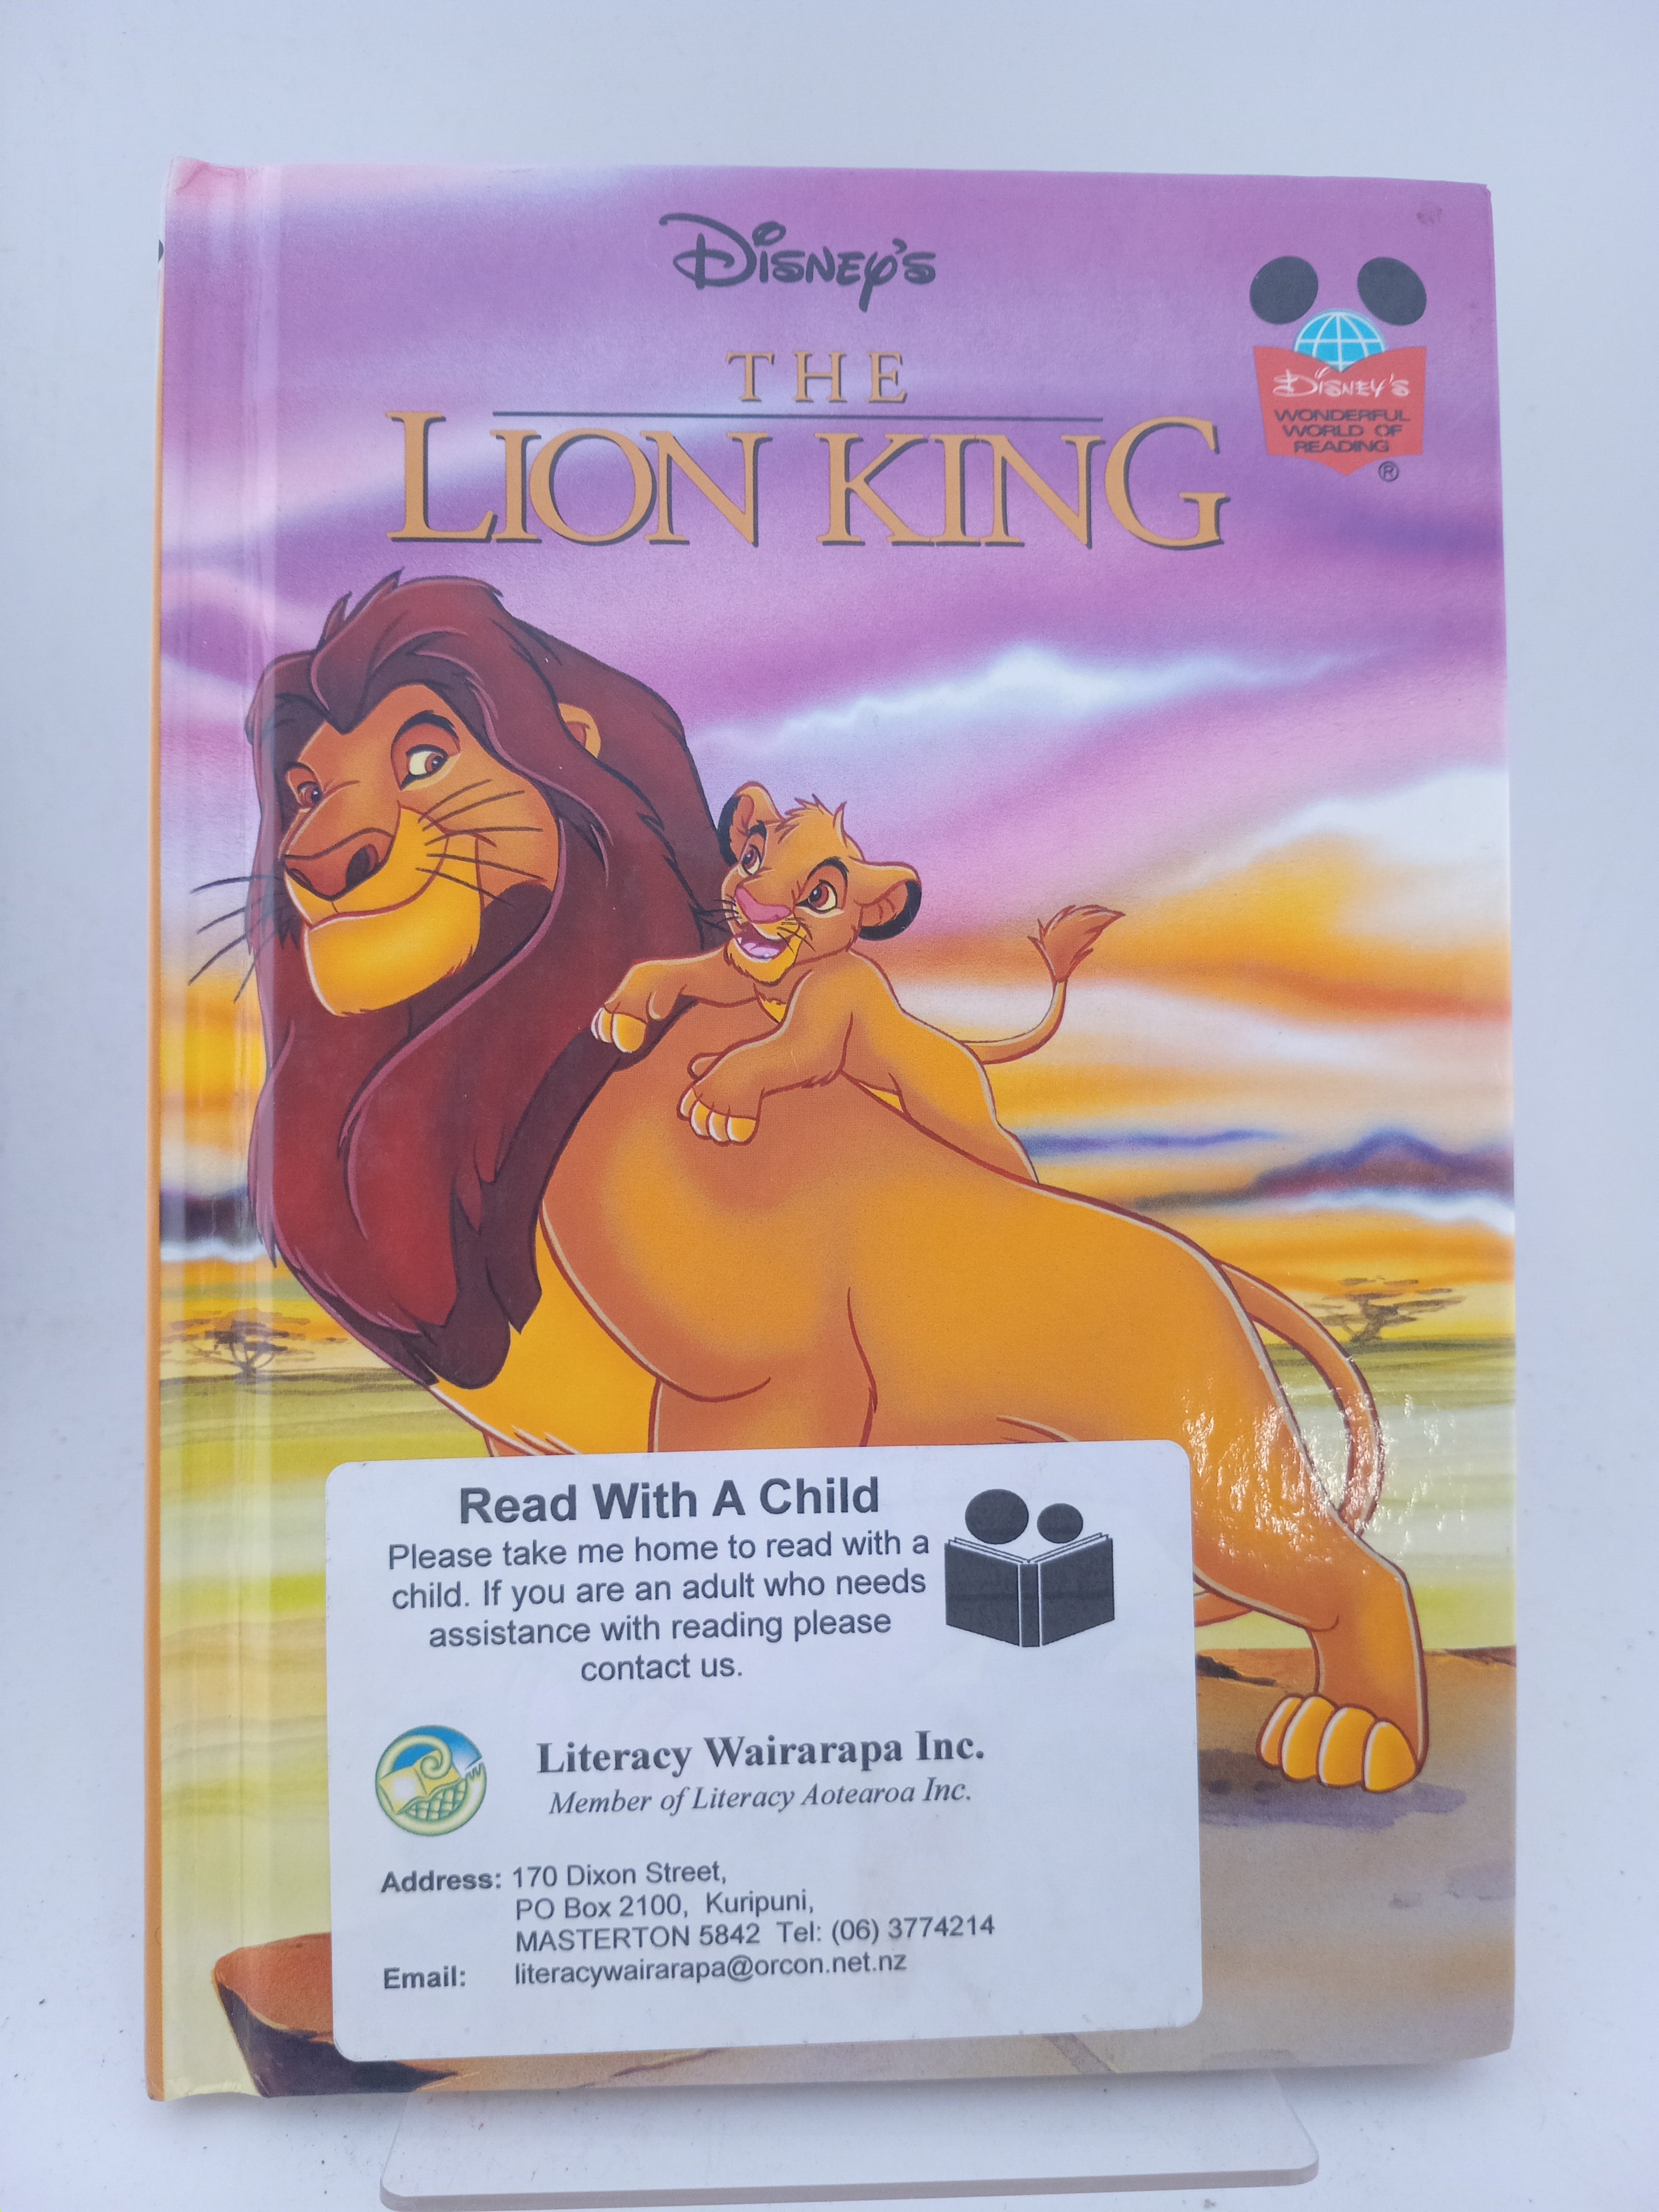 DISNEY'S
THE
LION KING
DISNEY'S
WONDERFUL
WORLD OF
READING
®
Read With A Child
Please take me home to read with a
child. If you are an adult who needs
assistance with reading please
contact us.
Literacy Wairarapa Inc.
Member of Literacy Aotearoa Inc.
Address: 170 Dixon Street,
PO Box 2100, Kuripuni,
MASTERTON 5842 Tel: (06) 3774214
Email: literacywairarapa@orcon.net.nz